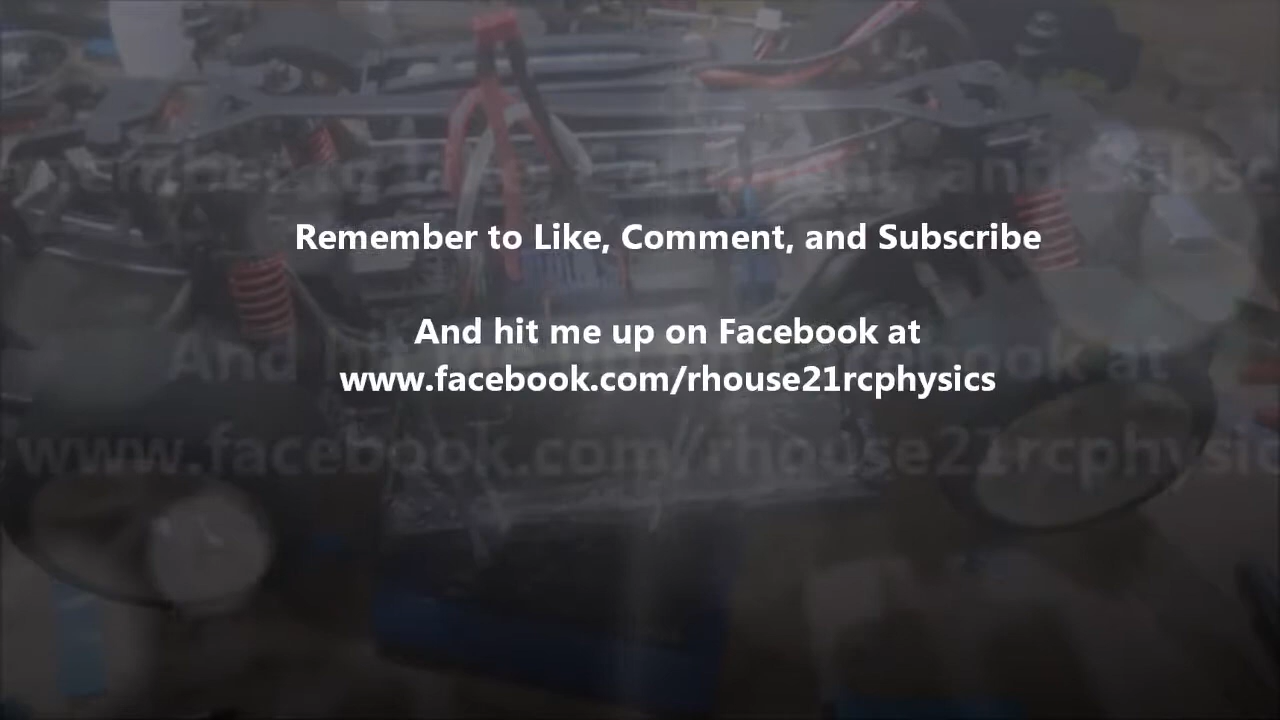 Remember to Like, Comment, and Subscribe
And hit me up on Facebook at
www.facebook.com/rhouse21rcphysics